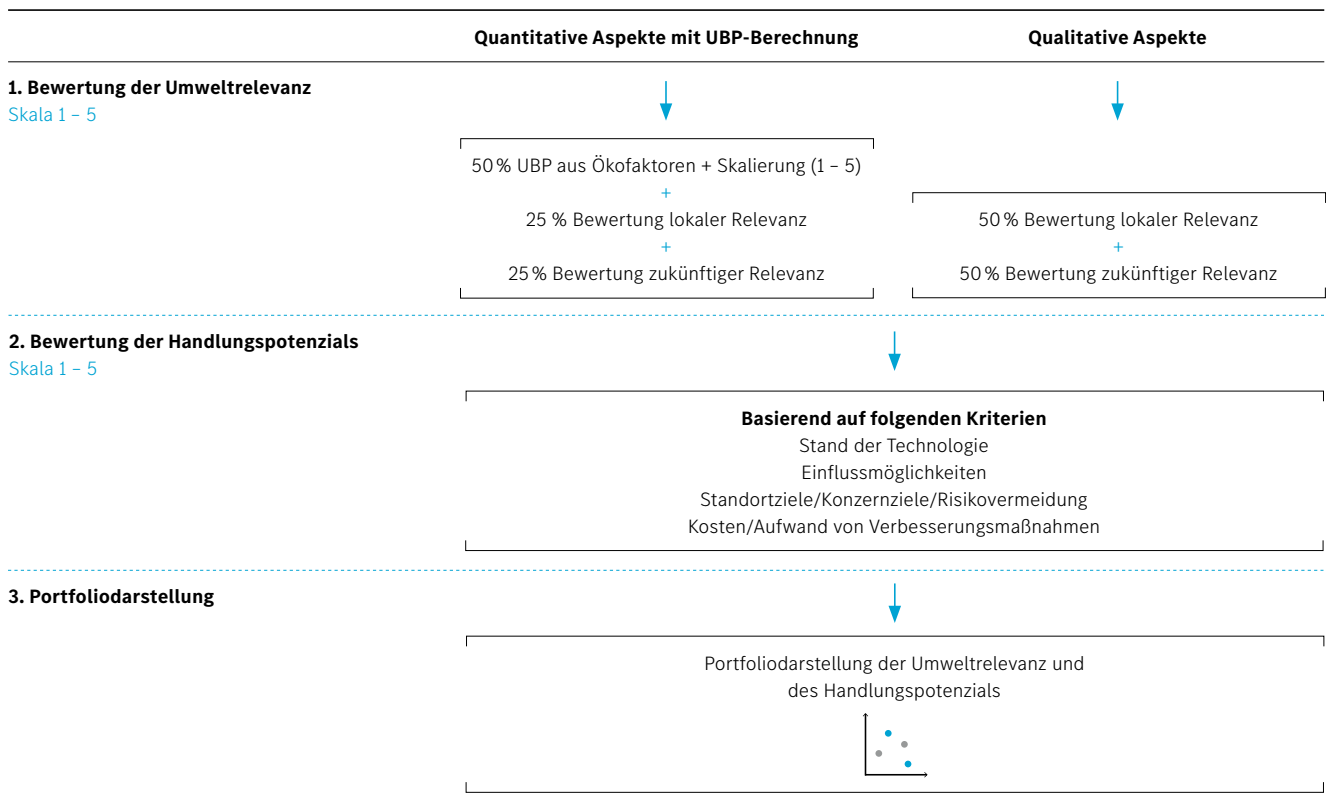 Quantitative Aspekte mit UBP-Berechnung
Qualitative Aspekte
1. Bewertung der Umweltrelevanz
Skala 1 – 5
50 % UBP aus Ökofaktoren + Skalierung (1 – 5)
+
25 % Bewertung lokaler Relevanz
+
25 % Bewertung zukünftiger Relevanz
50 % Bewertung lokaler Relevanz
+
50 % Bewertung zukünftiger Relevanz
2. Bewertung der Handlungspotenzials
Skala 1 – 5
Basierend auf folgenden Kriterien
Stand der Technologie
Einflussmöglichkeiten
Standortziele/Konzernziele/Risikovermeidung
Kosten/Aufwand von Verbesserungsmaßnahmen
3. Portfoliodarstellung
Portfoliodarstellung der Umweltrelevanz und
des Handlungspotenzials